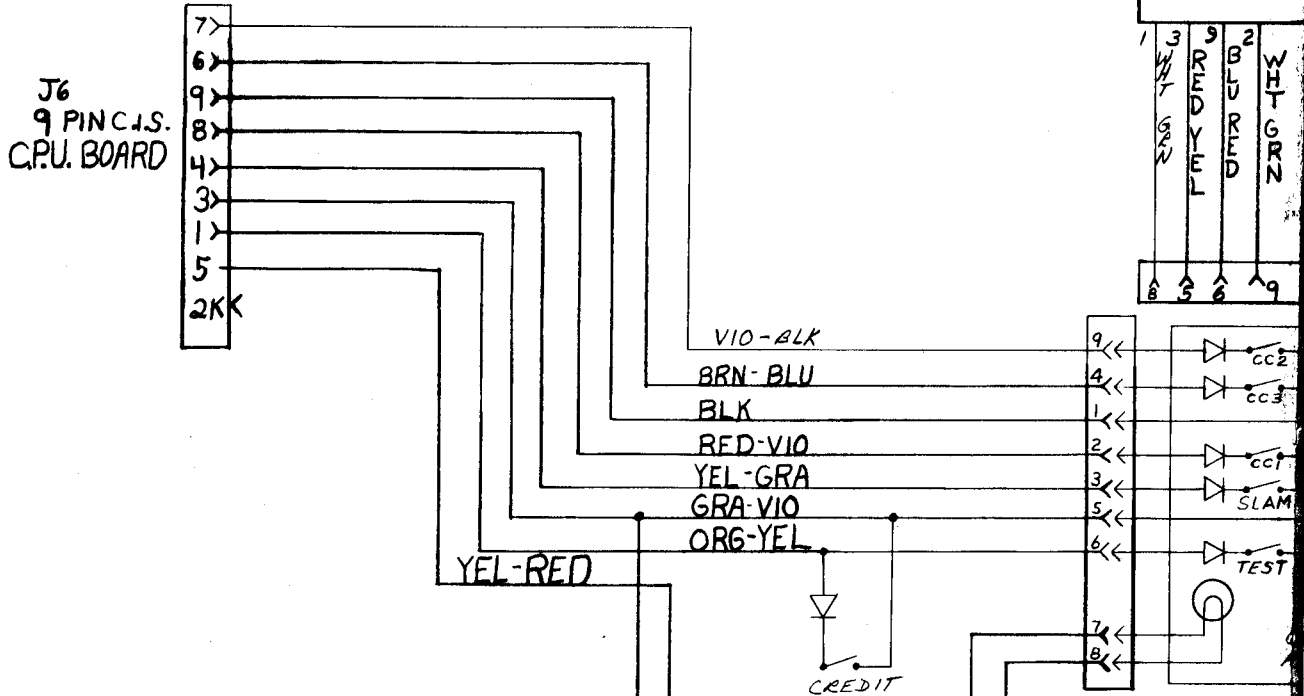 J6
9 PIN C.I.S.
C.P.U. BOARD
7
6
9
8
4
3
1
5
2K
1 3 9 2
WHT GRN
RED YEL
BLU RED
WHT GRN
8 5 6 9
VIO-BLK
BRN-BLU
BLK
RED-VIO
YEL-GRA
GRA-VIO
ORG-YEL
YEL-RED
CREDIT
9
4
1
2
3
5
6
7
8
CC2
CC3
CC1
SLAM
TEST